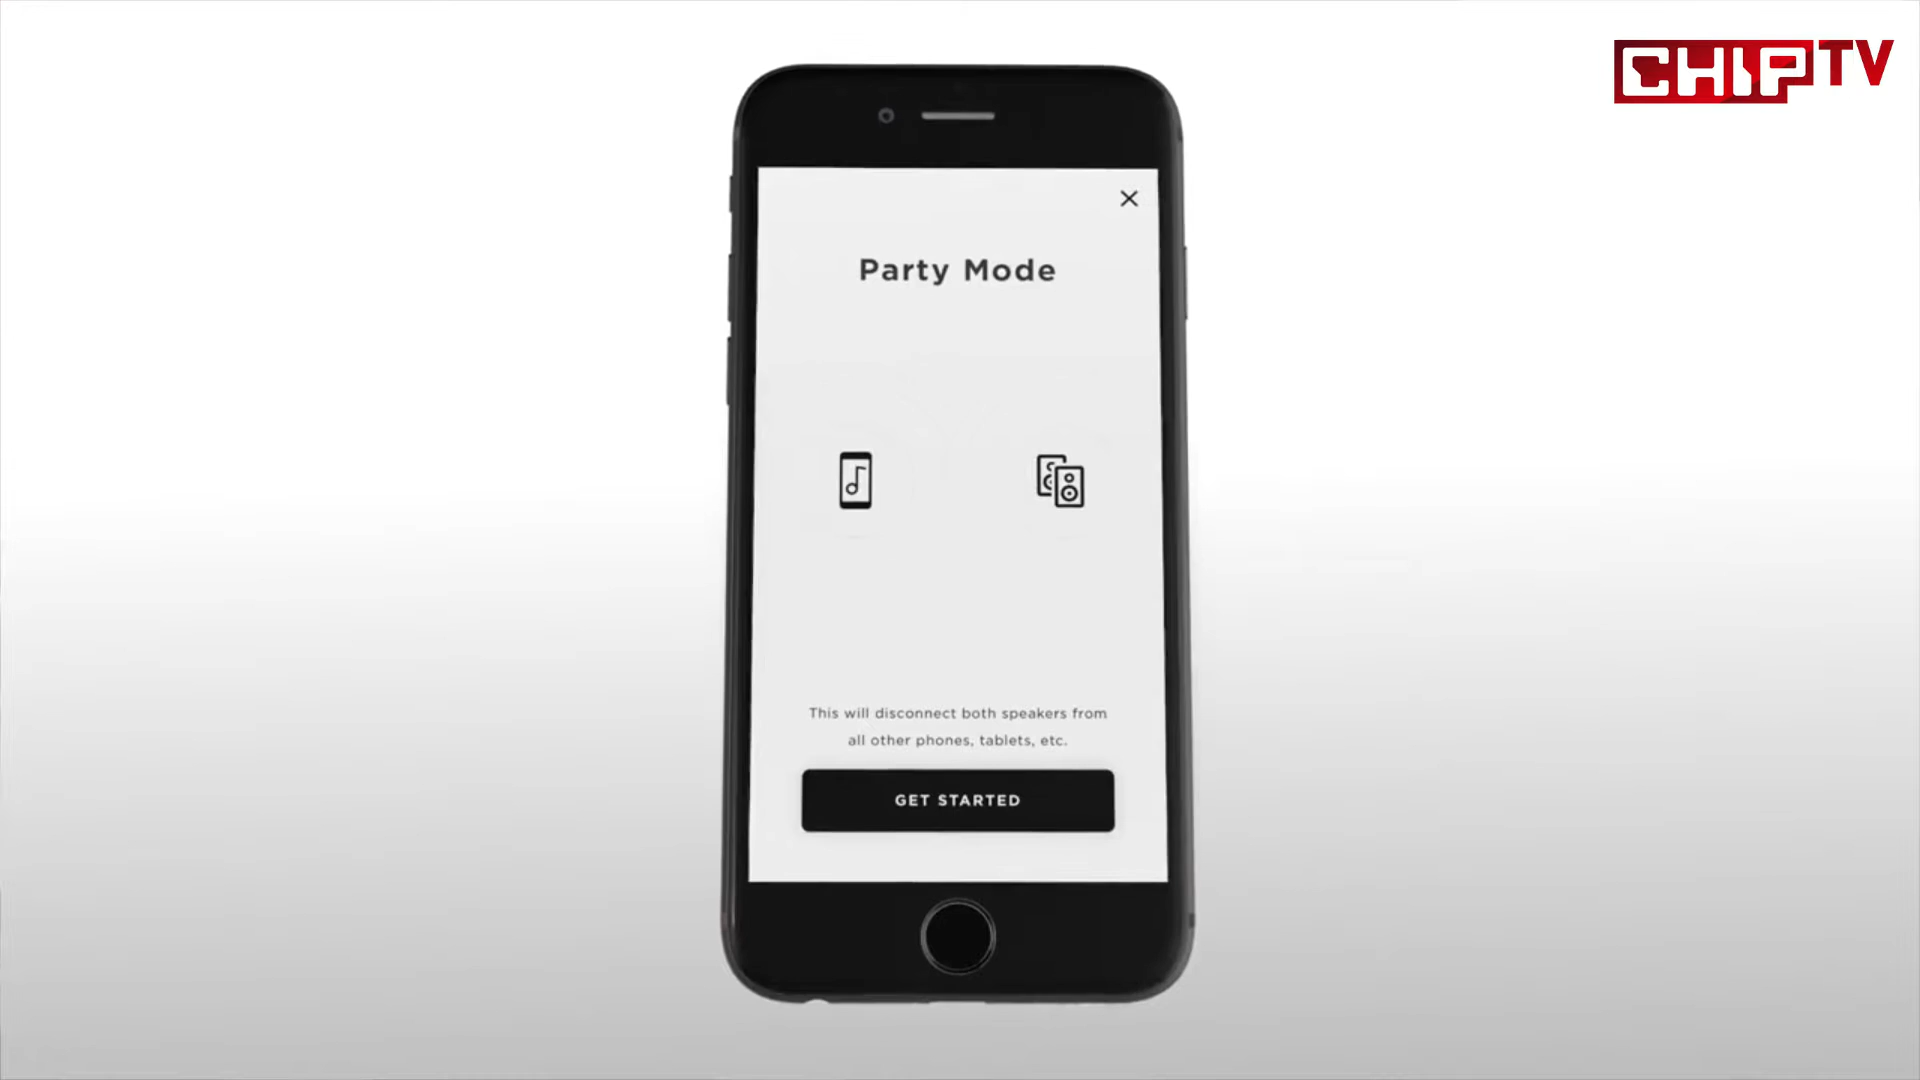 CHIP TV
Party Mode
This will disconnect both speakers from
all other phones, tablets, etc.
GET STARTED